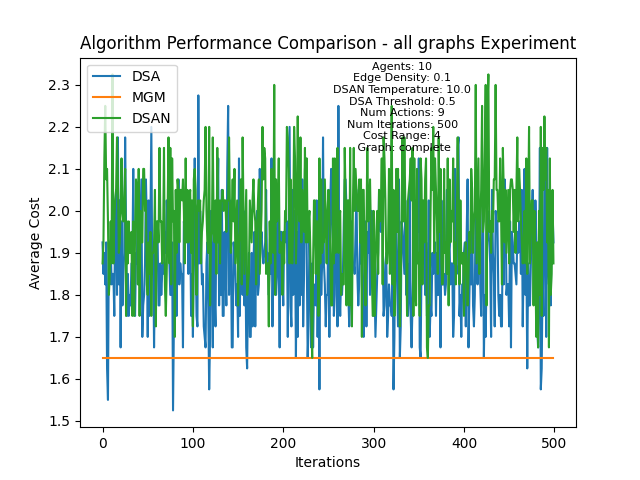 Algorithm Performance Comparison - all graphs Experiment
DSA
MGM
DSAN
Agents: 10
Edge Density: 0.1
DSAN Temperature: 10.0
DSA Threshold: 0.5
Num Actions: 9
Num Iterations: 500
Cost Range: 4
Graph: complete
Average Cost
2.3
2.2
2.1
2.0
1.9
1.8
1.7
1.6
1.5
0
100
200
300
400
500
Iterations